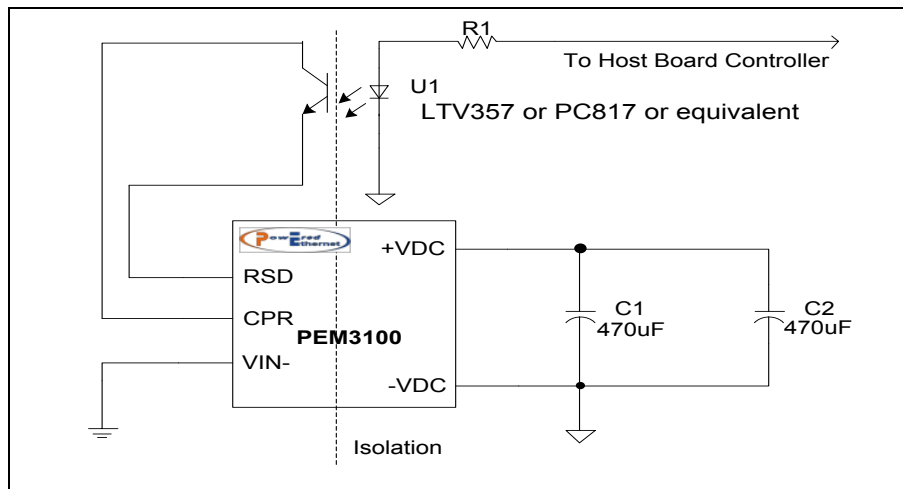 R1
To Host Board Controller
U1
LTV357 or PC817 or equivalent
PowEred
Ethernet
+VDC
RSD
CPR
PEM3100
VIN-
-VDC
C1
470uF
C2
470uF
Isolation